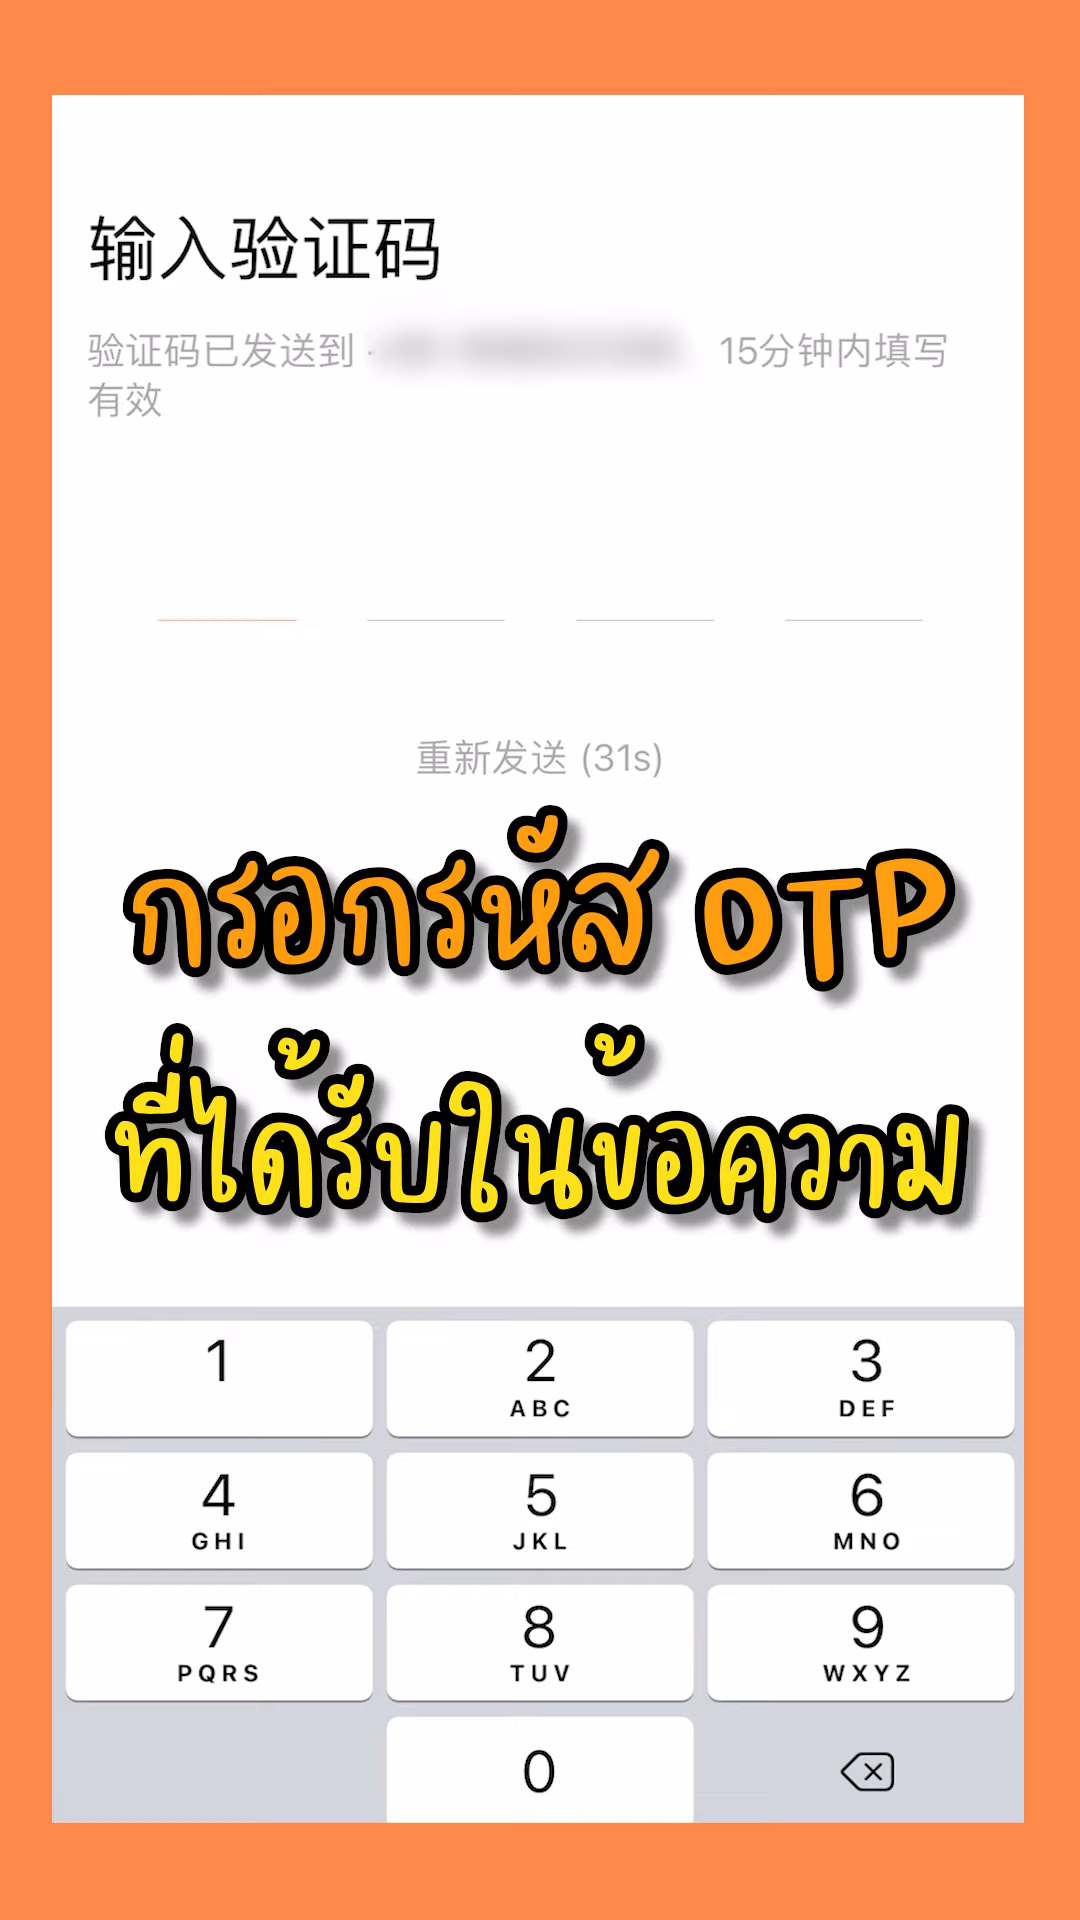 输入验证码
验证码已发送到 15分钟内填写
有效
重新发送 (31s)
กรอกรหัส OTP
ที่ได้รับในข้อความ
1
2
ABC
3
DEF
4
GHI
5
JKL
6
MNO
7
PQRS
8
TUV
9
WXYZ
0